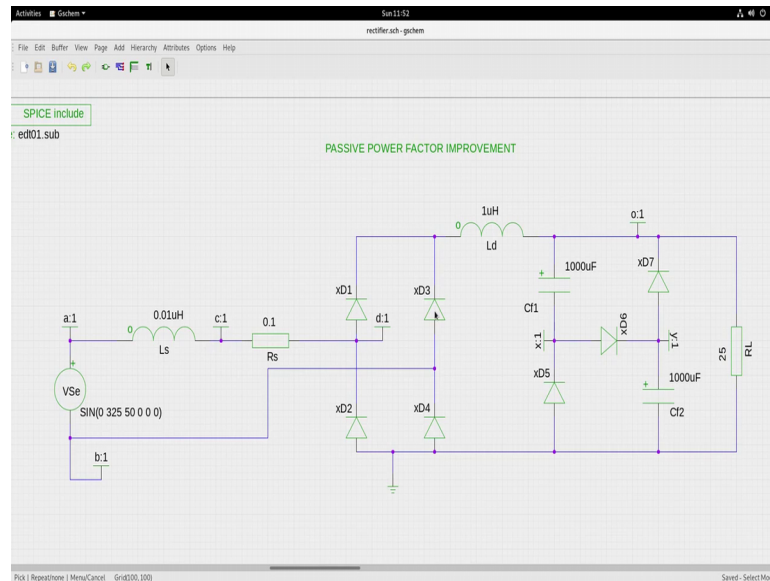 Activities Gschem Sun 11:52
rectifier.sch - gschem
File Edit Buffer View Page Add Hierarchy Attributes Options Help
SPICE include
: edt01.sub
PASSIVE POWER FACTOR IMPROVEMENT
1uH
Ld
o:1
xD1
xD3
xD7
1000uF
Cf1
a:1
0.01uH
Ls
c:1
0.1
Rs
d:1
x:1
xD6
y:1
25
RL
VSe
SIN(0 325 50 0 0 0)
xD5
1000uF
Cf2
xD2
xD4
b:1
Pick | Repeat/none | Menu/Cancel Grid(100,100)
Saved - Select Mo